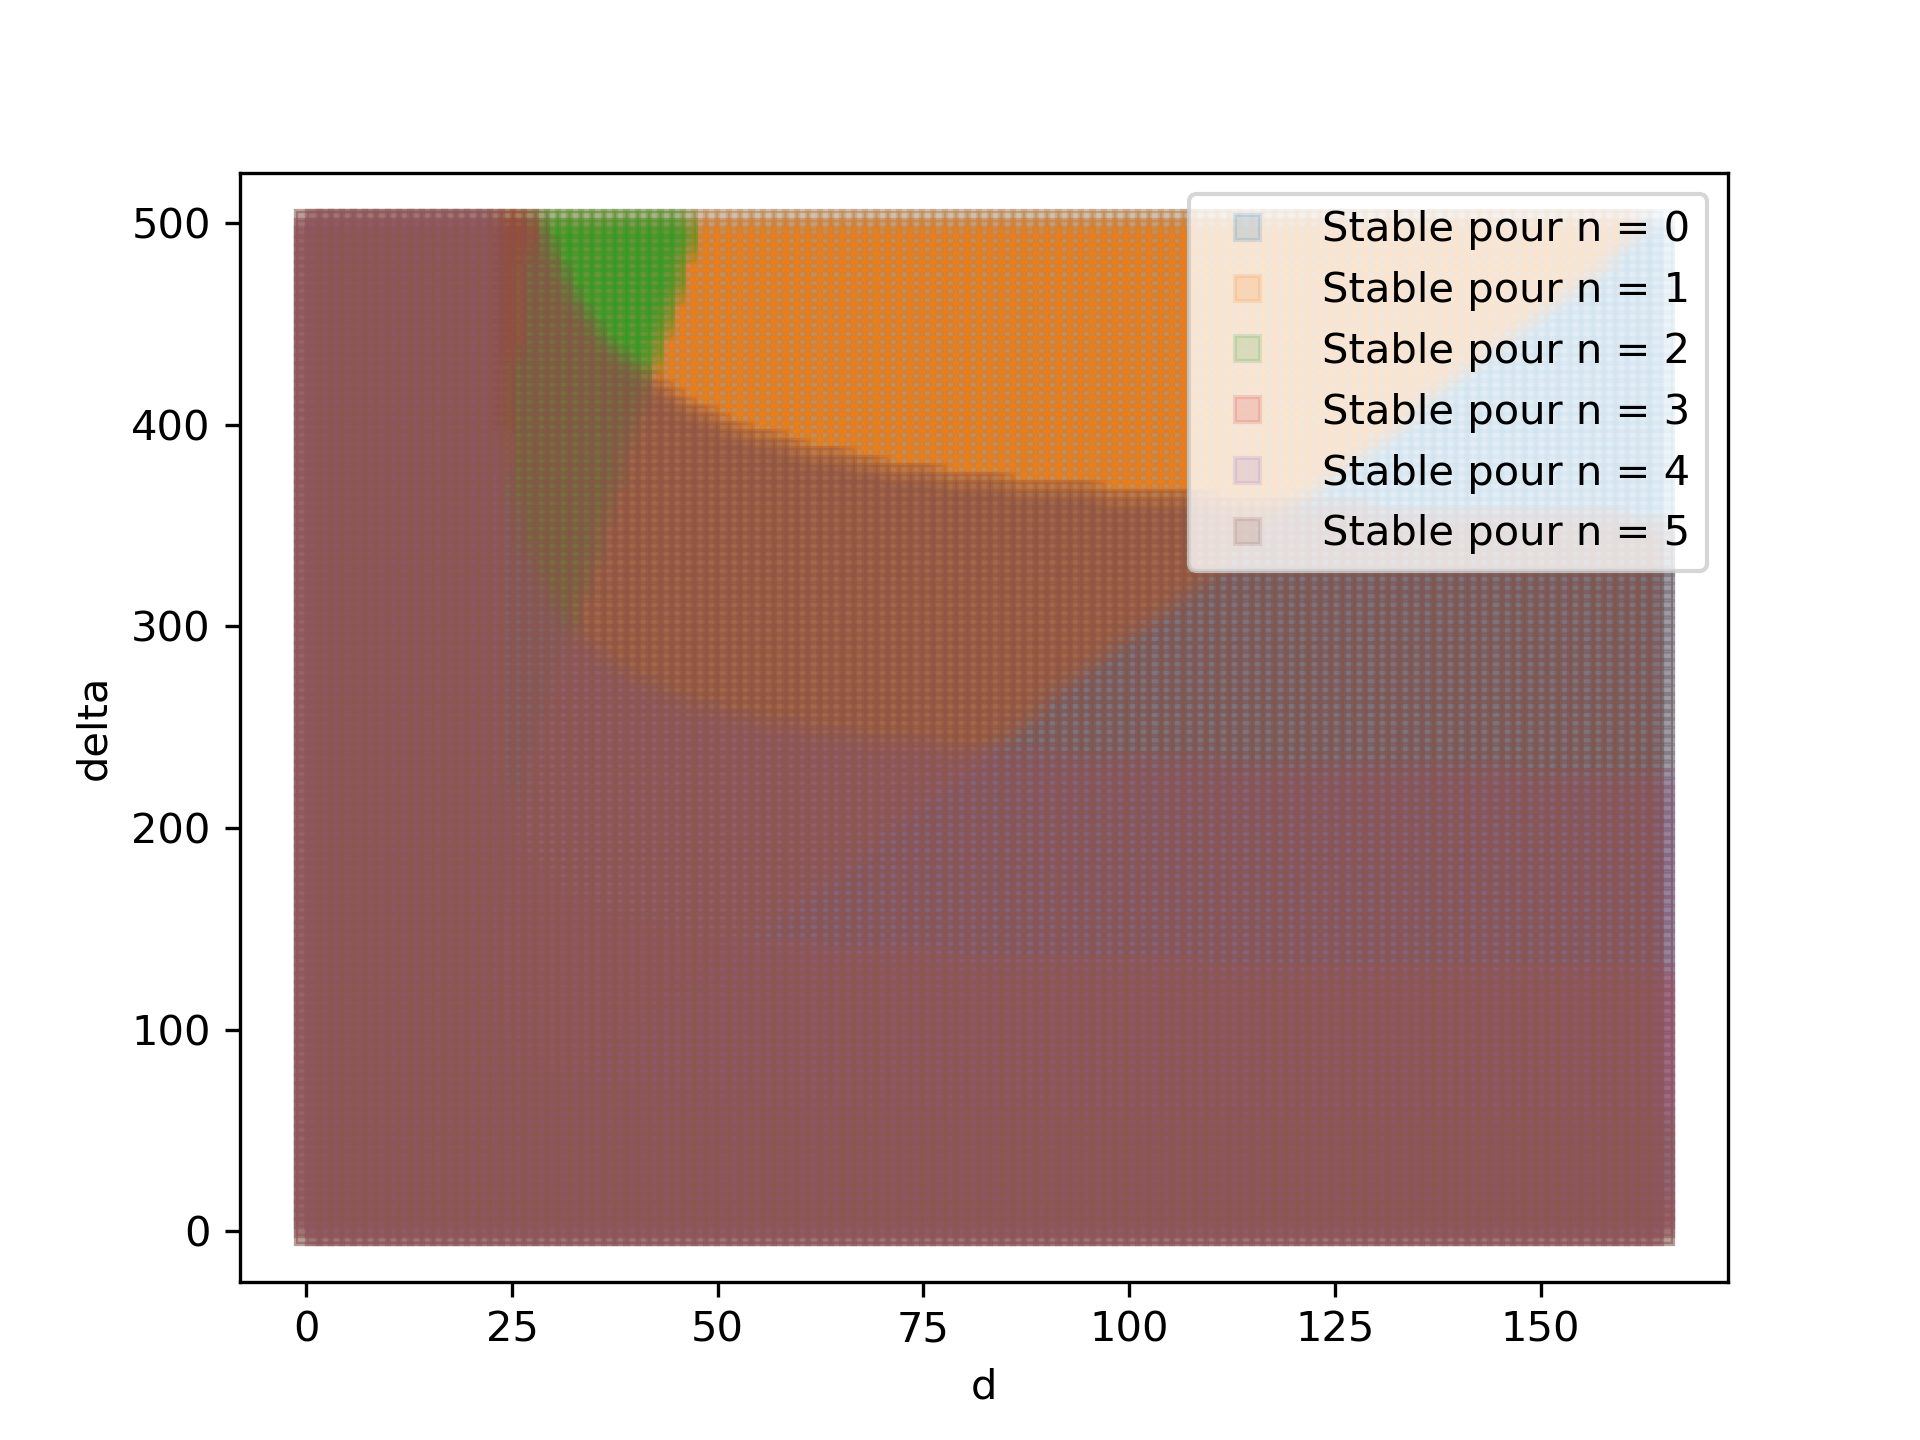 500
400
300
200
100
0
delta
0
25
50
75
100
125
150
d
Stable pour n = 0
Stable pour n = 1
Stable pour n = 2
Stable pour n = 3
Stable pour n = 4
Stable pour n = 5